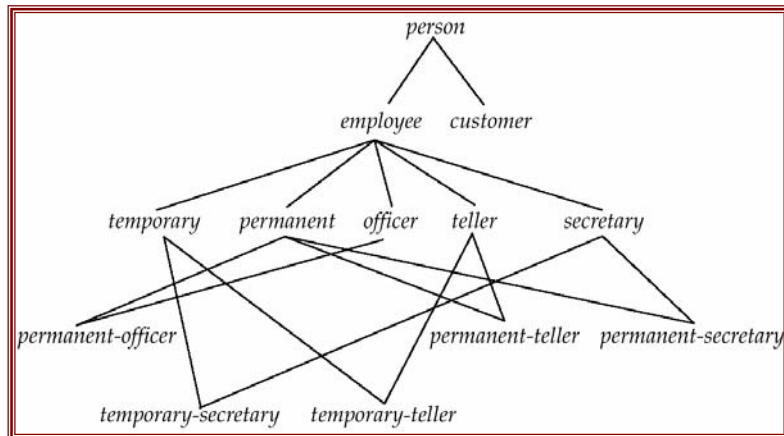 person
employee customer
temporary permanent officer teller secretary
permanent-officer permanent-teller permanent-secretary
temporary-secretary temporary-teller